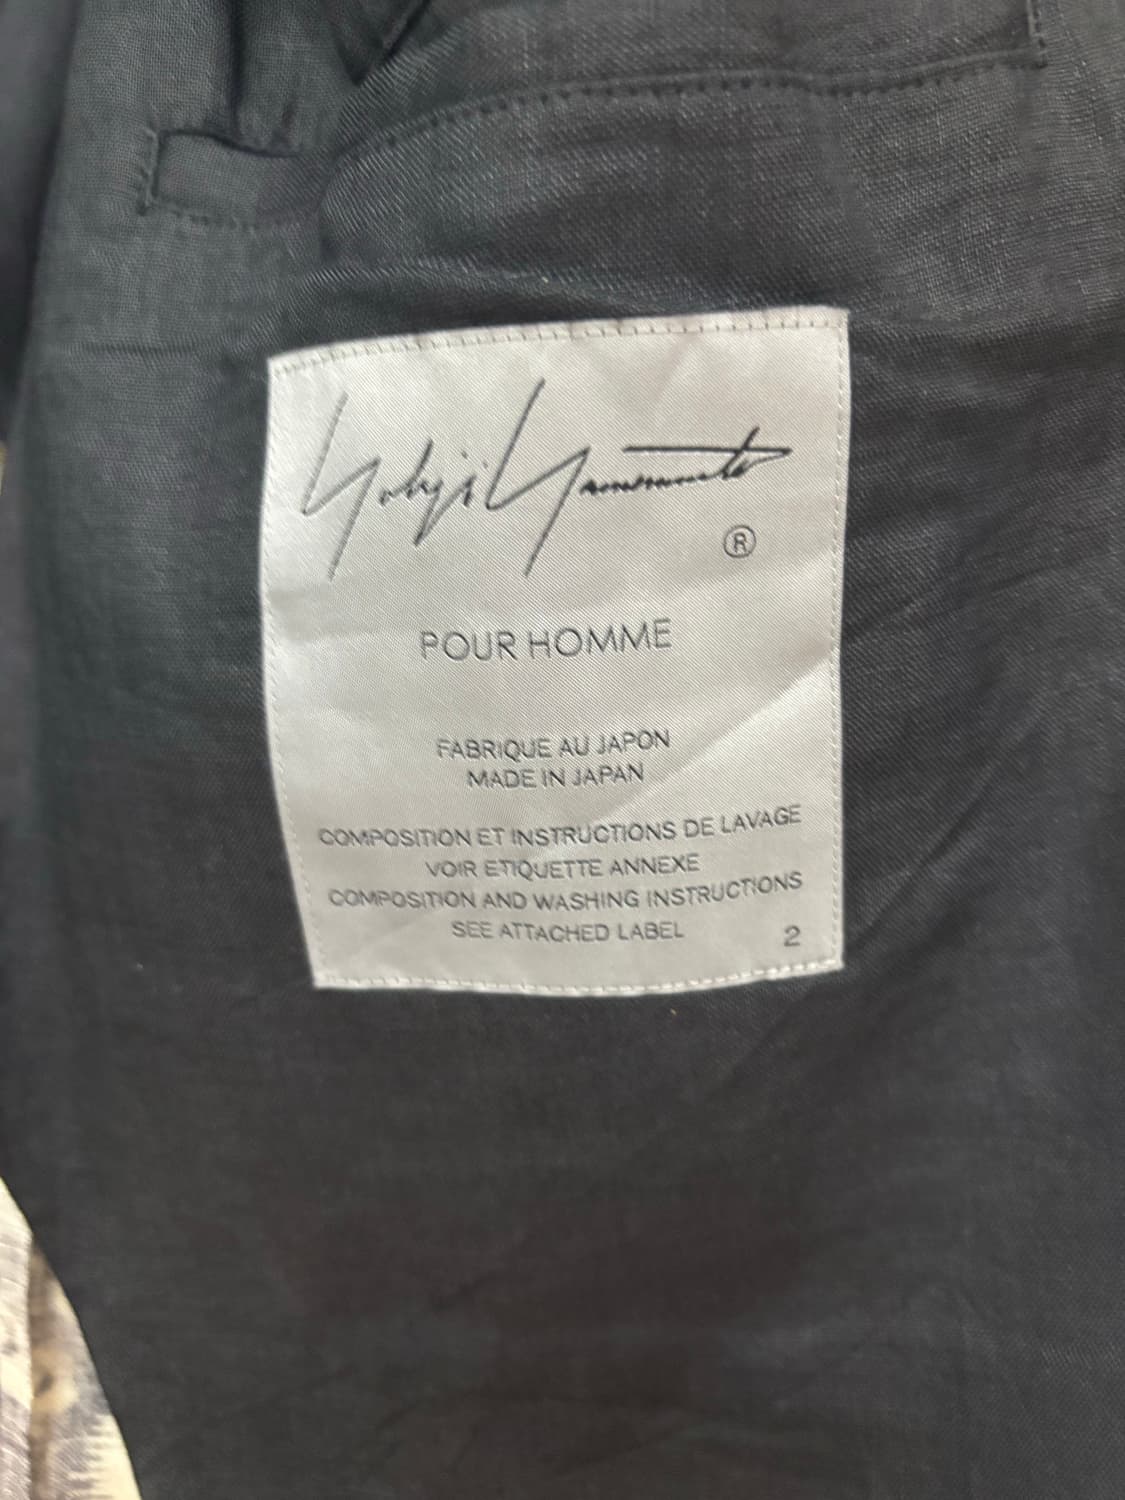 Yohji Yamamoto
®
POUR HOMME
FABRIQUE AU JAPON
MADE IN JAPAN
COMPOSITION ET INSTRUCTIONS DE LAVAGE
VOIR ETIQUETTE ANNEXE
COMPOSITION AND WASHING INSTRUCTIONS
SEE ATTACHED LABEL
2